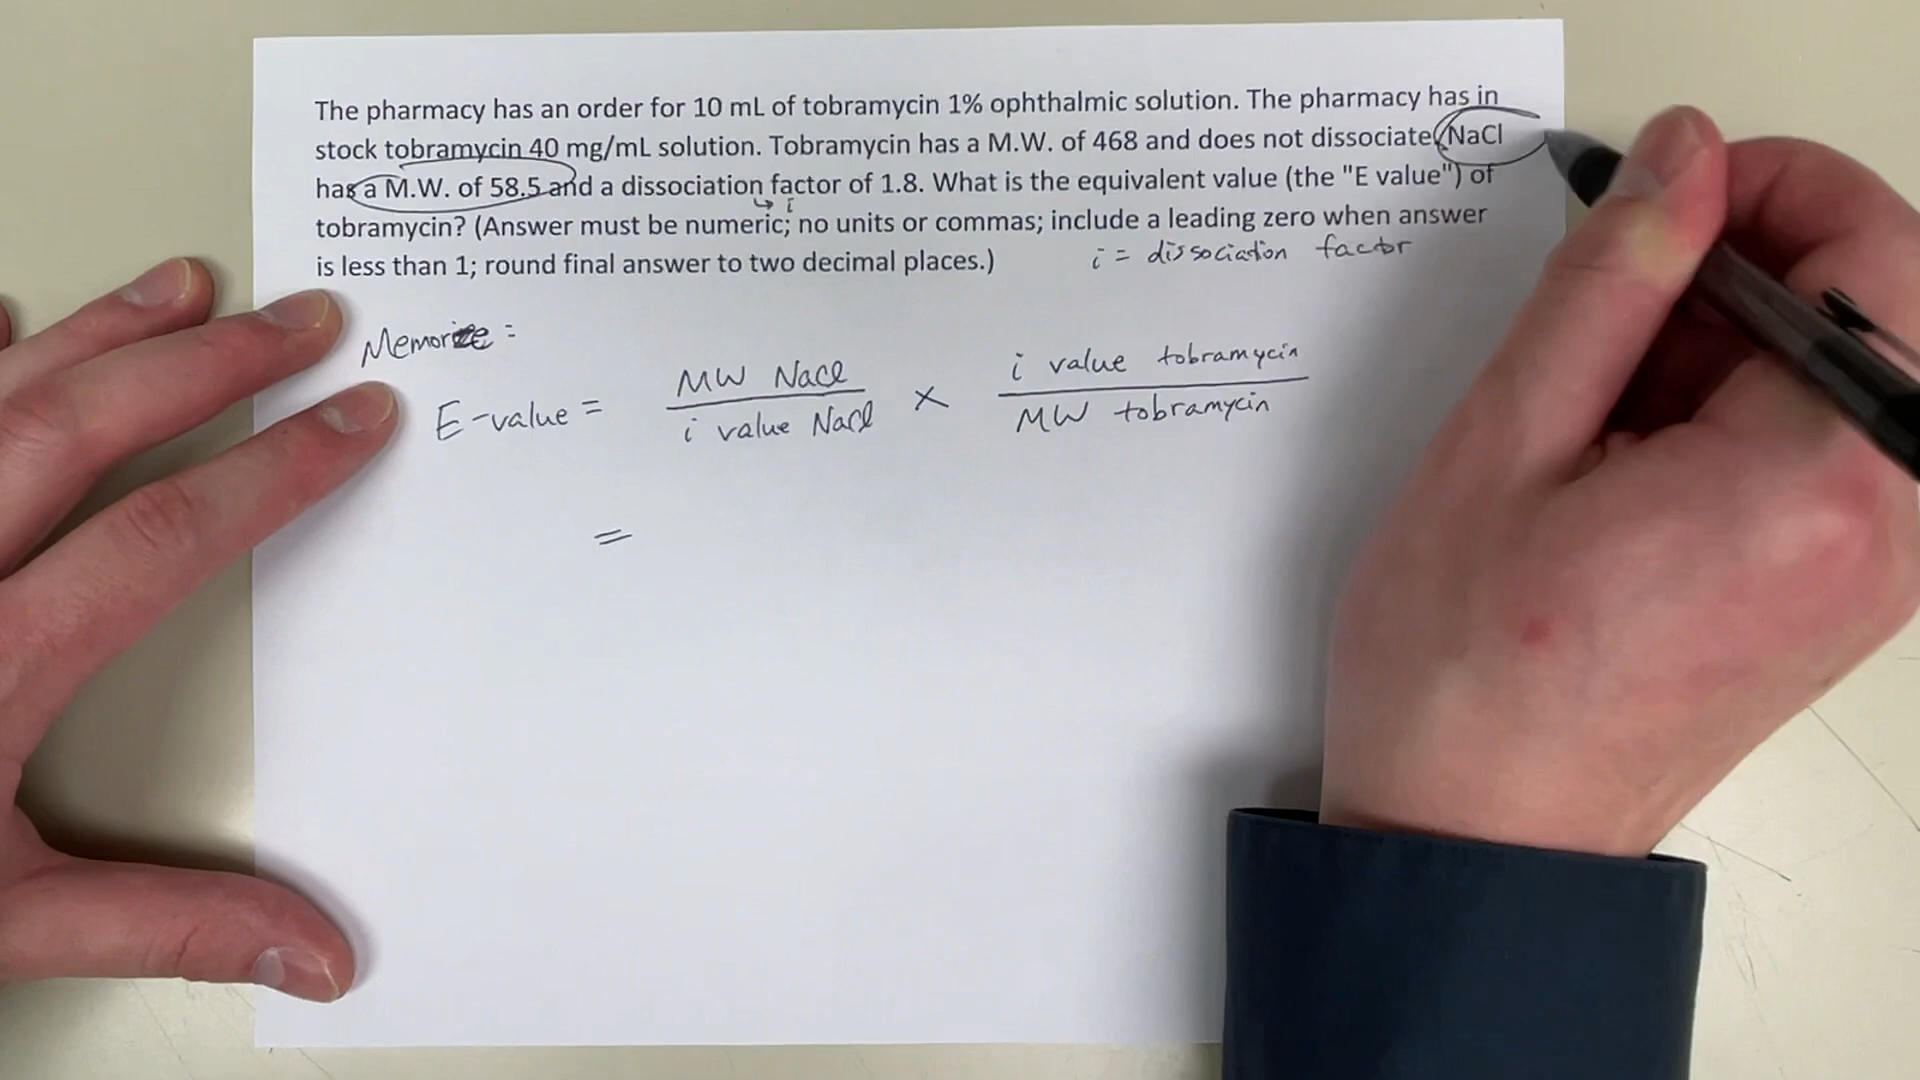 The pharmacy has an order for 10 mL of tobramycin 1% ophthalmic solution. The pharmacy has in
stock tobramycin 40 mg/mL solution. Tobramycin has a M.W. of 468 and does not dissociate. NaCl
has a M.W. of 58.5 and a dissociation factor of 1.8. What is the equivalent value (the "E value") of
↳ i
tobramycin? (Answer must be numeric; no units or commas; include a leading zero when answer
is less than 1; round final answer to two decimal places.)
i = dissociation factor
Memorize:
E-value = MW NaCl / i value NaCl × i value tobramycin / MW tobramycin
=